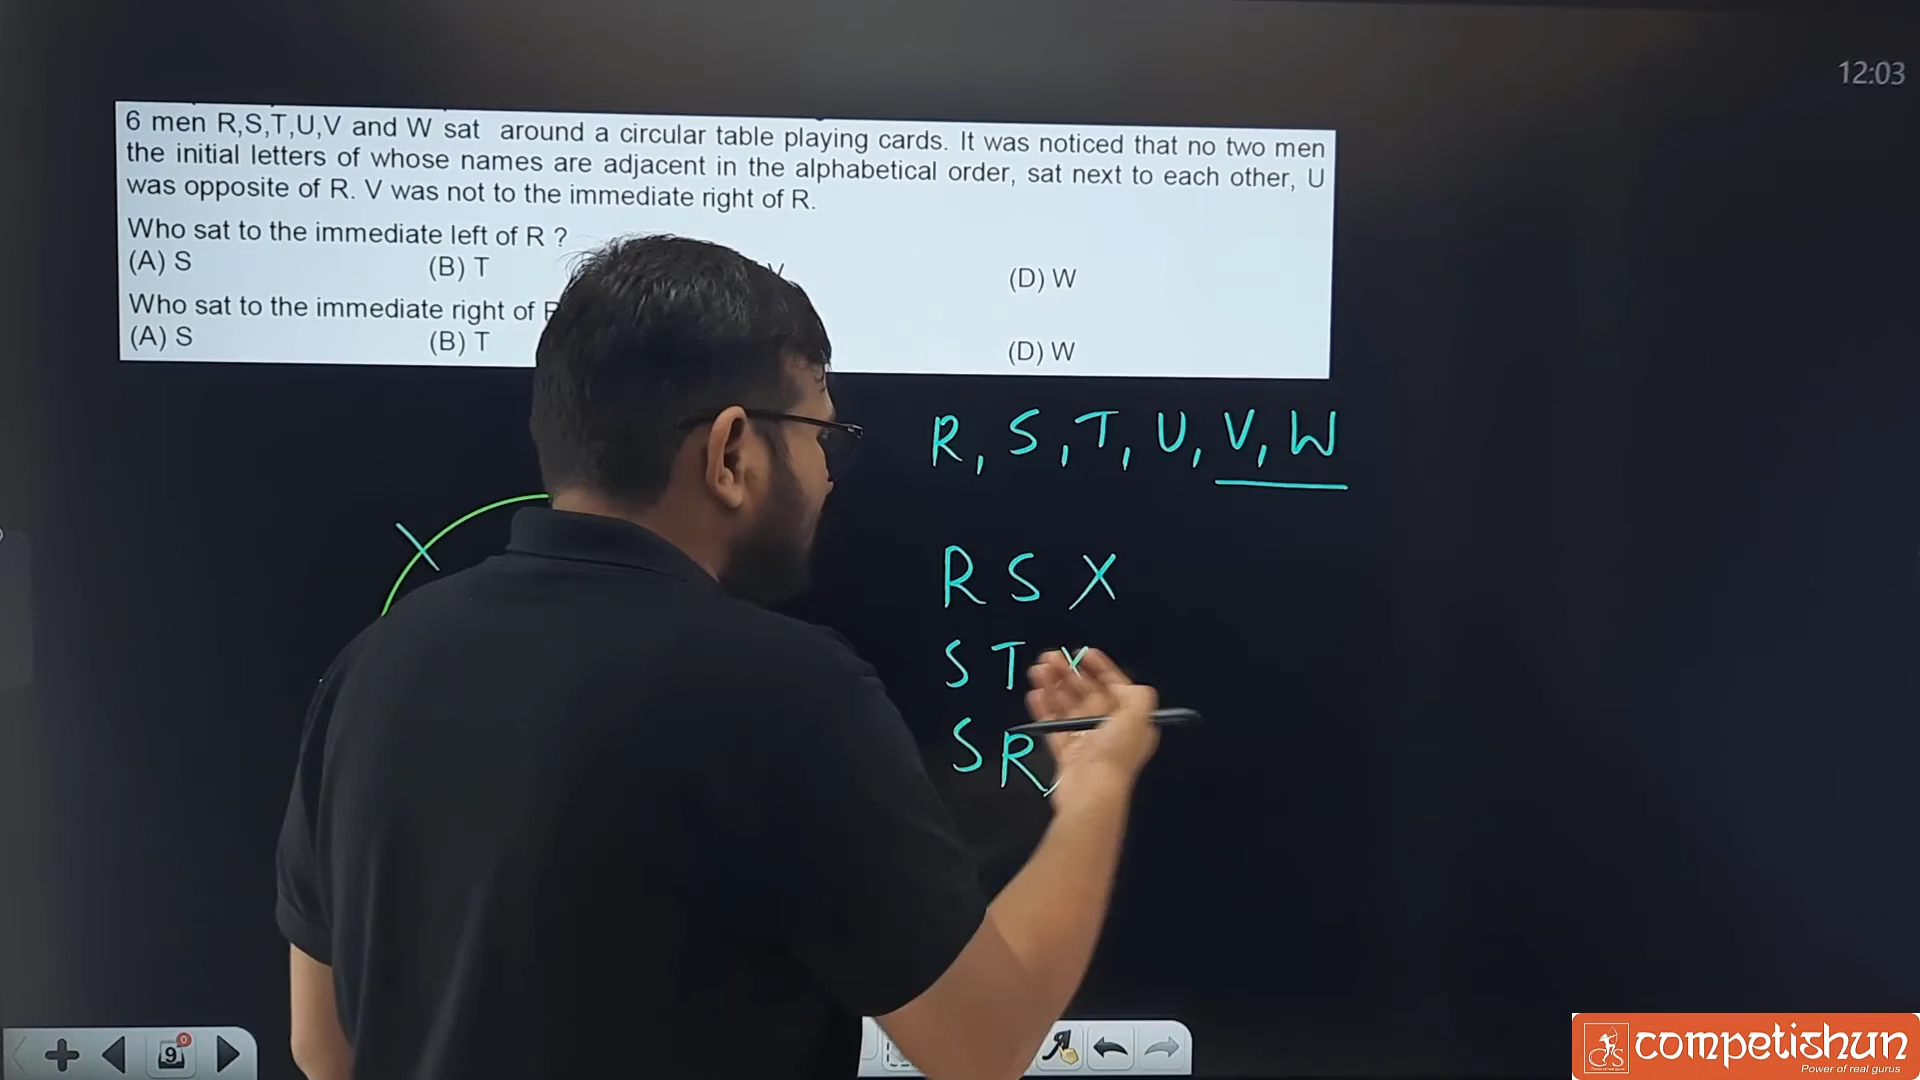 12:03
6 men R,S,T,U,V and W sat around a circular table playing cards. It was noticed that no two men
the initial letters of whose names are adjacent in the alphabetical order, sat next to each other, U
was opposite of R. V was not to the immediate right of R.
Who sat to the immediate left of R ?
(A) S (B) T (D) W
Who sat to the immediate right of
(A) S (B) T (D) W
R, S, T, U, V, W
R S X
S T
S R
9
0
competishun
Power of real gurus